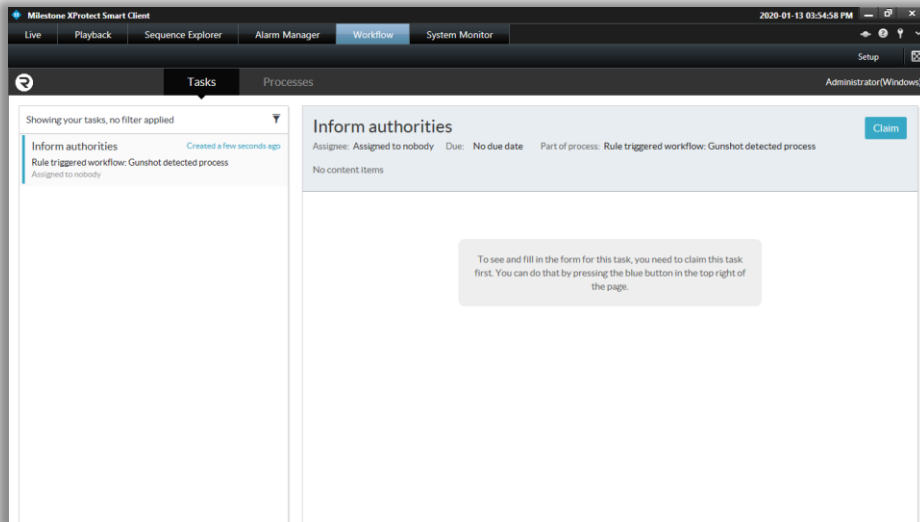 Milestone XProtect Smart Client
2020-01-13 03:54:58 PM
Live Playback Sequence Explorer Alarm Manager Workflow System Monitor
Setup
Tasks Processes Administrator(Windows)
Showing your tasks, no filter applied
Inform authorities Created a few seconds ago
Rule triggered workflow: Gunshot detected process
Assigned to nobody
Inform authorities
Claim
Assignee: Assigned to nobody Due: No due date Part of process: Rule triggered workflow: Gunshot detected process
No content items
To see and fill in the form for this task, you need to claim this task
first. You can do that by pressing the blue button in the top right of
the page.